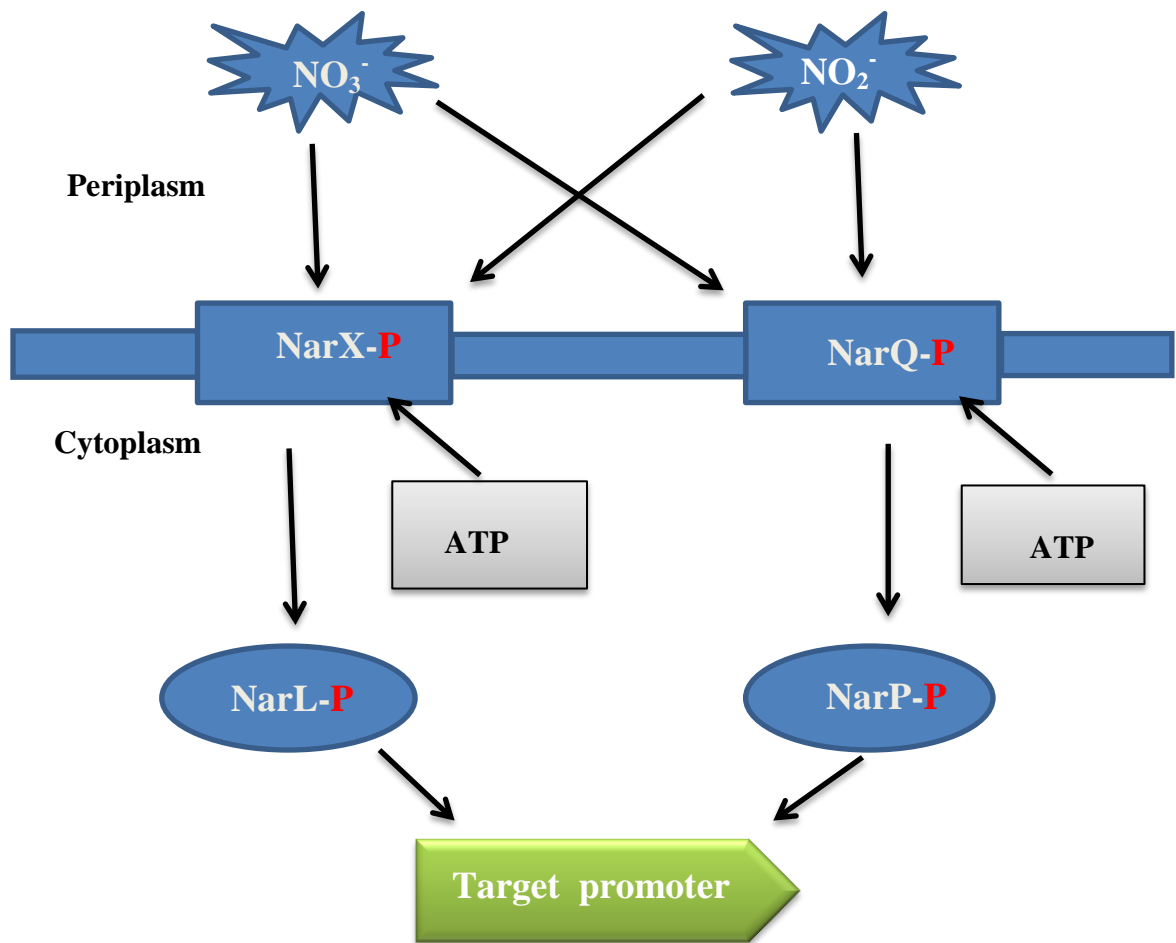 NO₃⁻
NO₂⁻
Periplasm
NarX-P
NarQ-P
Cytoplasm
ATP
ATP
NarL-P
NarP-P
Target promoter